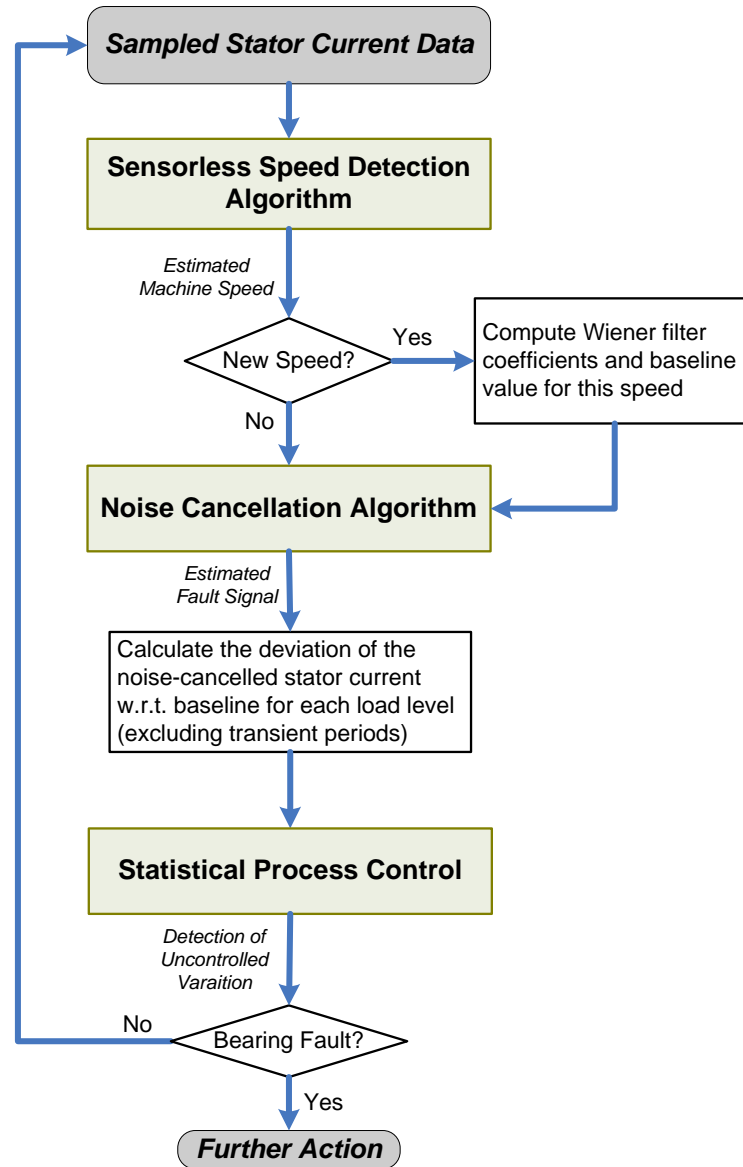 Sampled Stator Current Data
Sensorless Speed Detection
Algorithm
Estimated
Machine Speed
New Speed?
Yes
Compute Wiener filter
coefficients and baseline
value for this speed
No
Noise Cancellation Algorithm
Estimated
Fault Signal
Calculate the deviation of the
noise-cancelled stator current
w.r.t. baseline for each load level
(excluding transient periods)
Statistical Process Control
Detection of
Uncontrolled
Varaition
No
Bearing Fault?
Yes
Further Action